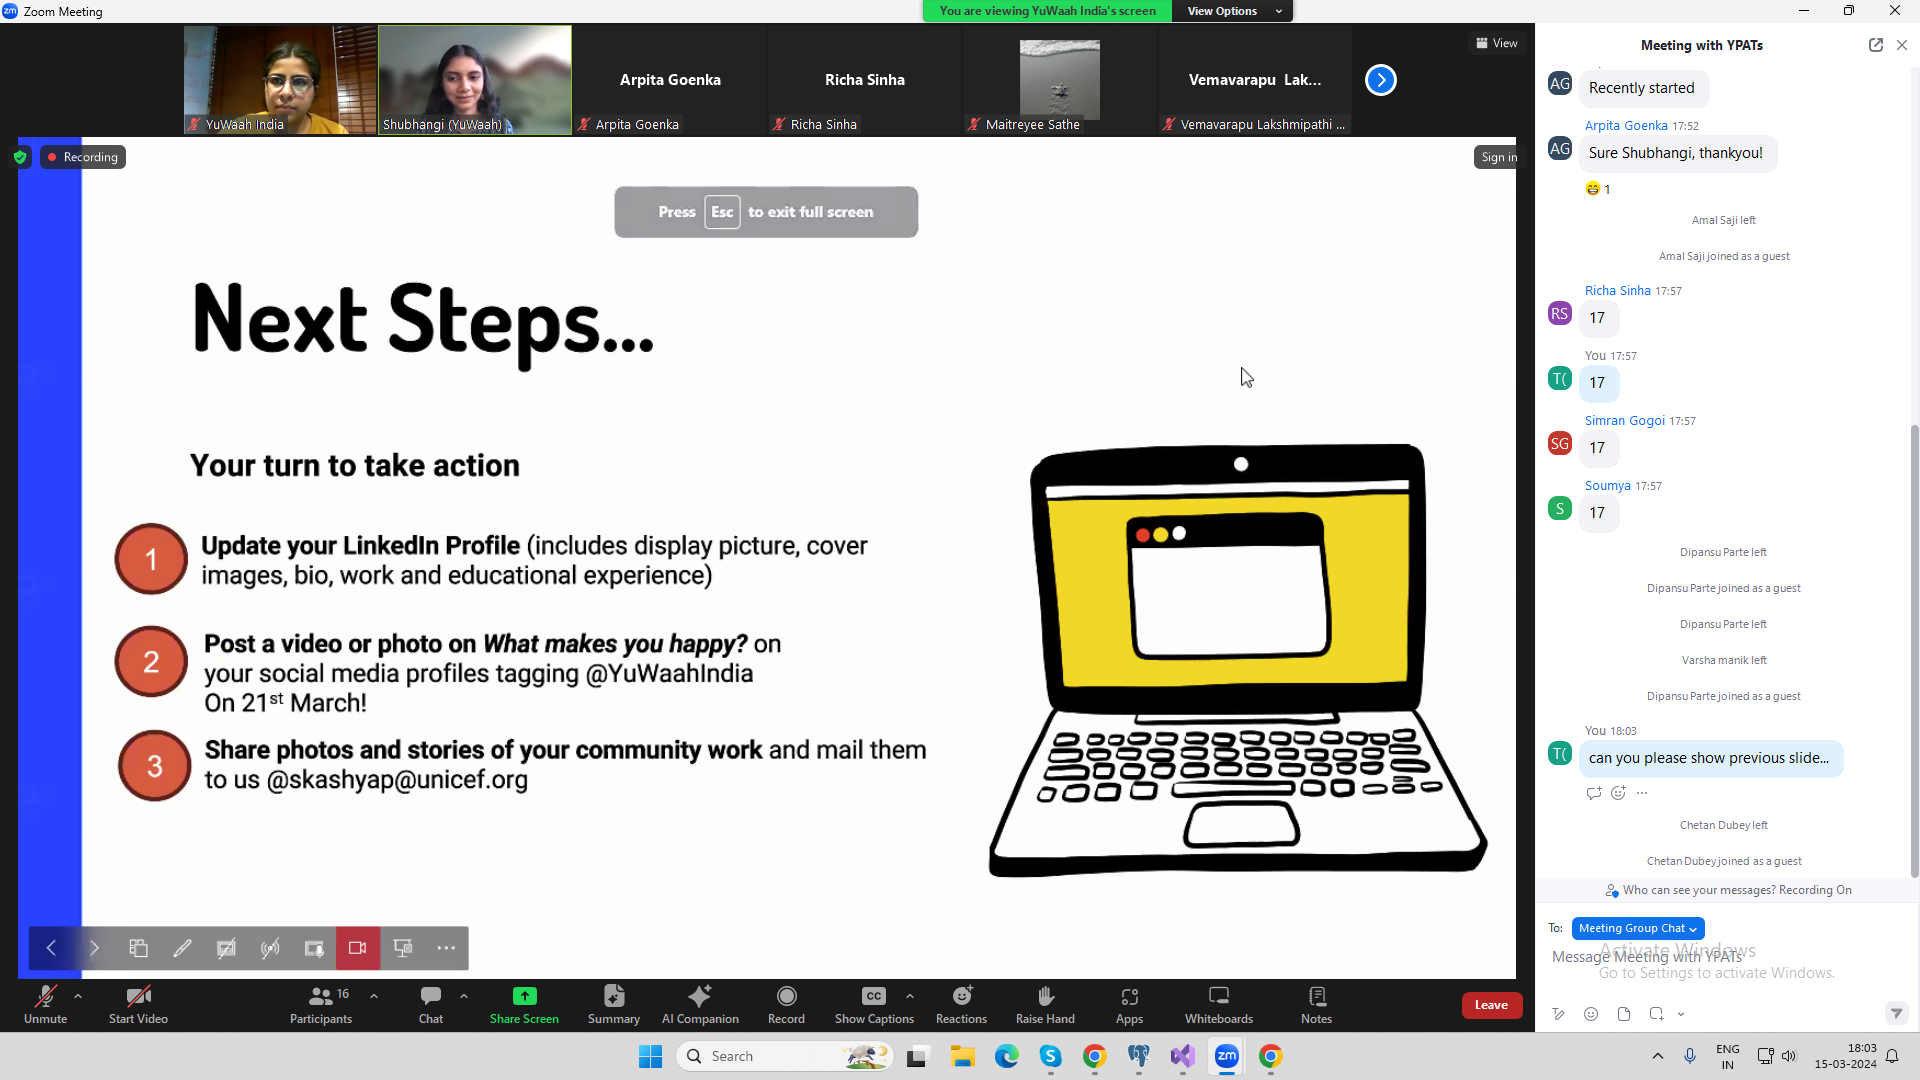 Zoom Meeting
You are viewing YuWaah India's screen
View Options
YuWaah India
Shubhangi (YuWaah)
Arpita Goenka
Arpita Goenka
Richa Sinha
Richa Sinha
Maitreyee Sathe
Vemavarapu Lak...
Vemavarapu Lakshmipathi ...
View
Recording
Sign in
Press Esc to exit full screen
Next Steps...
Your turn to take action
1
Update your LinkedIn Profile (includes display picture, cover
images, bio, work and educational experience)
2
Post a video or photo on What makes you happy? on
your social media profiles tagging @YuWaahIndia
On 21st March!
3
Share photos and stories of your community work and mail them
to us @skashyap@unicef.org
Meeting with YPATs
AG
Recently started
Arpita Goenka 17:52
AG
Sure Shubhangi, thankyou!
1
Amal Saji left
Amal Saji joined as a guest
Richa Sinha 17:57
RS
17
You 17:57
T(
17
Simran Gogoi 17:57
SG
17
Soumya 17:57
S
17
Dipansu Parte left
Dipansu Parte joined as a guest
Dipansu Parte left
Varsha manik left
Dipansu Parte joined as a guest
You 18:03
T(
can you please show previous slide...
Chetan Dubey left
Chetan Dubey joined as a guest
Who can see your messages? Recording On
To: Meeting Group Chat
Message Meeting with YPATs
Activate Windows
Go to Settings to activate Windows.
Unmute
Start Video
16
Participants
Chat
Share Screen
Summary
AI Companion
Record
CC
Show Captions
Reactions
Raise Hand
Apps
Whiteboards
Notes
Leave
Search
zm
ENG
IN
18:03
15-03-2024